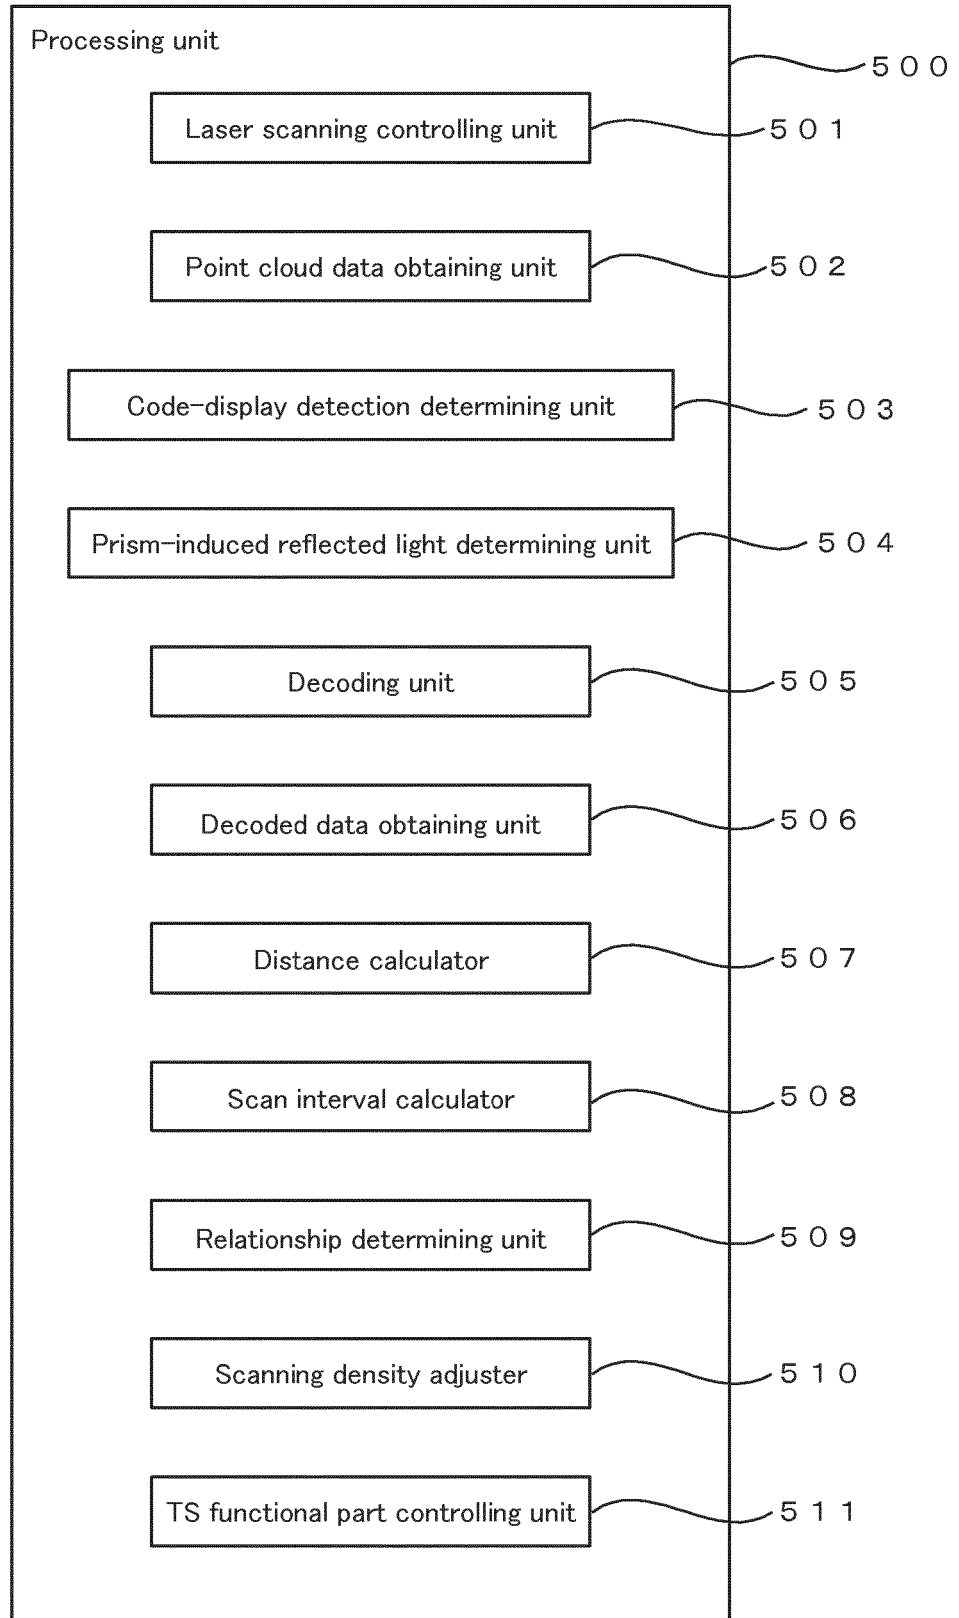 Processing unit
500
Laser scanning controlling unit
501
Point cloud data obtaining unit
502
Code-display detection determining unit
503
Prism-induced reflected light determining unit
504
Decoding unit
505
Decoded data obtaining unit
506
Distance calculator
507
Scan interval calculator
508
Relationship determining unit
509
Scanning density adjuster
510
TS functional part controlling unit
511